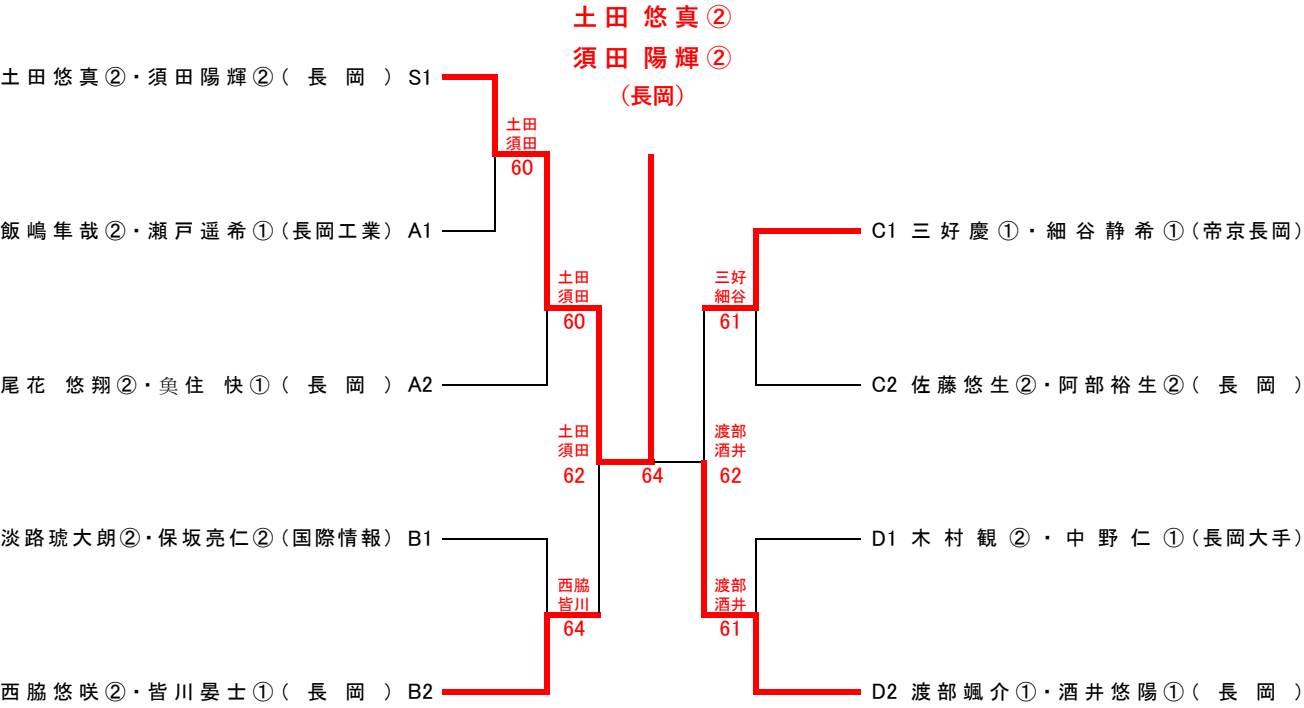 土田 悠真②
須田 陽輝②
(長岡)
土田悠真②・須田陽輝②(長岡) S1
土田
須田
60
飯嶋隼哉②・瀬戸遥希①(長岡工業) A1
C1 三好慶①・細谷静希①(帝京長岡)
土田
須田
60
三好
細谷
61
尾花 悠翔②・奐住 快①(長岡) A2
C2 佐藤悠生②・阿部裕生②(長岡)
土田
須田
62
64
渡部
酒井
62
淡路琥大朗②・保坂亮仁②(国際情報) B1
D1 木村観②・中野仁①(長岡大手)
西脇
皆川
64
渡部
酒井
61
西脇悠咲②・皆川晏士①(長岡) B2
D2 渡部颯介①・酒井悠陽①(長岡)